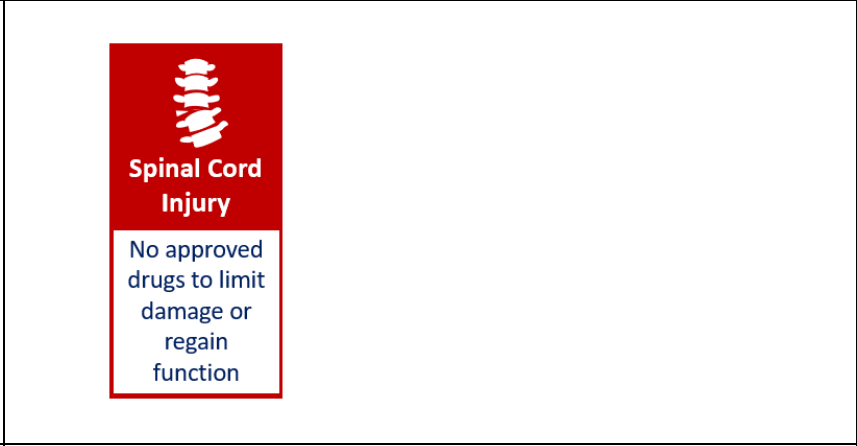 Spinal Cord
Injury
No approved
drugs to limit
damage or
regain
function